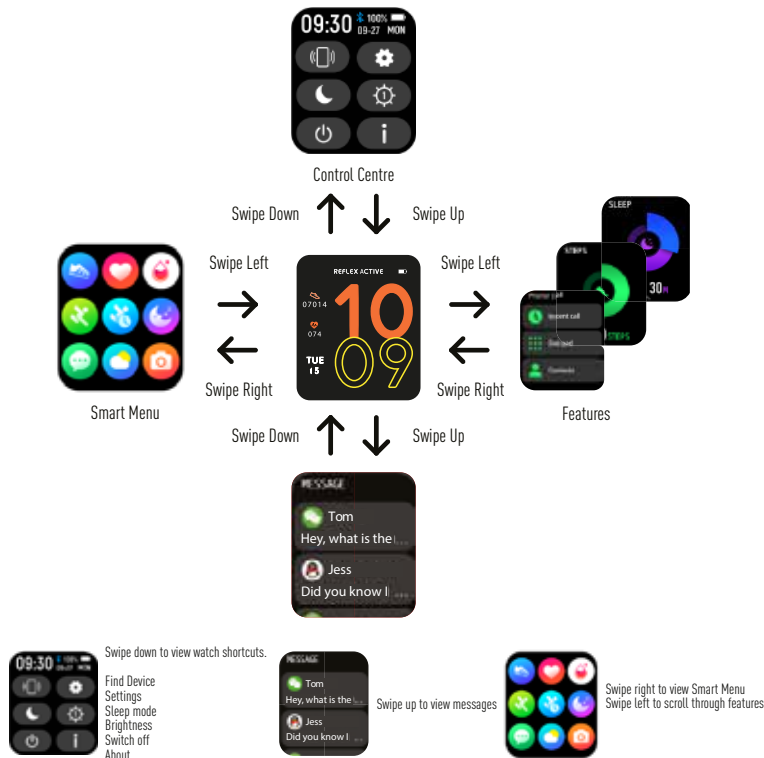 09:30 100%
09-27 MON
1
Control Centre
Swipe Down
Swipe Up
SLEEP
30
STEPS
STEPS
Swipe Left
Swipe Left
REFLEX ACTIVE
07014
10
074
TUE
15
09
Recent call
Contacts
Swipe Right
Swipe Right
Smart Menu
Features
Swipe Down
Swipe Up
MESSAGE
Tom
Hey, what is the
Jess
Did you know
09:30
Swipe down to view watch shortcuts.
Find Device
Settings
Sleep mode
Brightness
Switch off
About
MESSAGE
Tom
Hey, what is the
Jess
Did you know
Swipe up to view messages
Swipe right to view Smart Menu
Swipe left to scroll through features